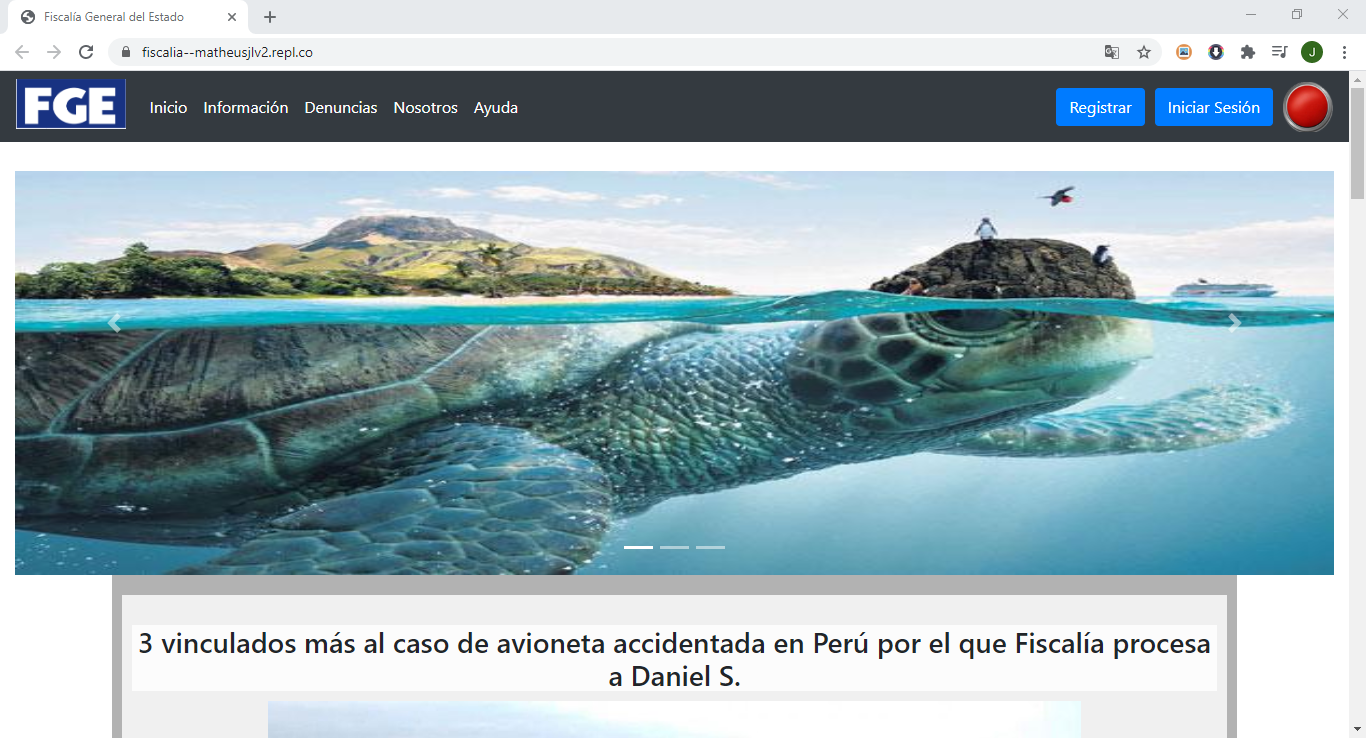 Fiscalía General del Estado
fiscalia--matheusjlv2.repl.co
J
FGE Inicio Información Denuncias Nosotros Ayuda Registrar Iniciar Sesión
3 vinculados más al caso de avioneta accidentada en Perú por el que Fiscalía procesa
a Daniel S.